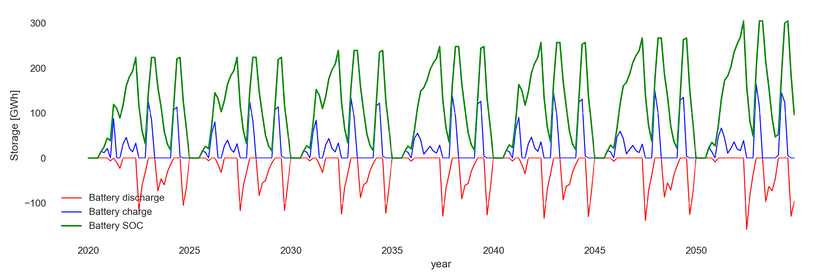 300
200
100
0
−100
Storage [GWh]
Battery discharge
Battery charge
Battery SOC
2020 2025 2030 2035 2040 2045 2050
year